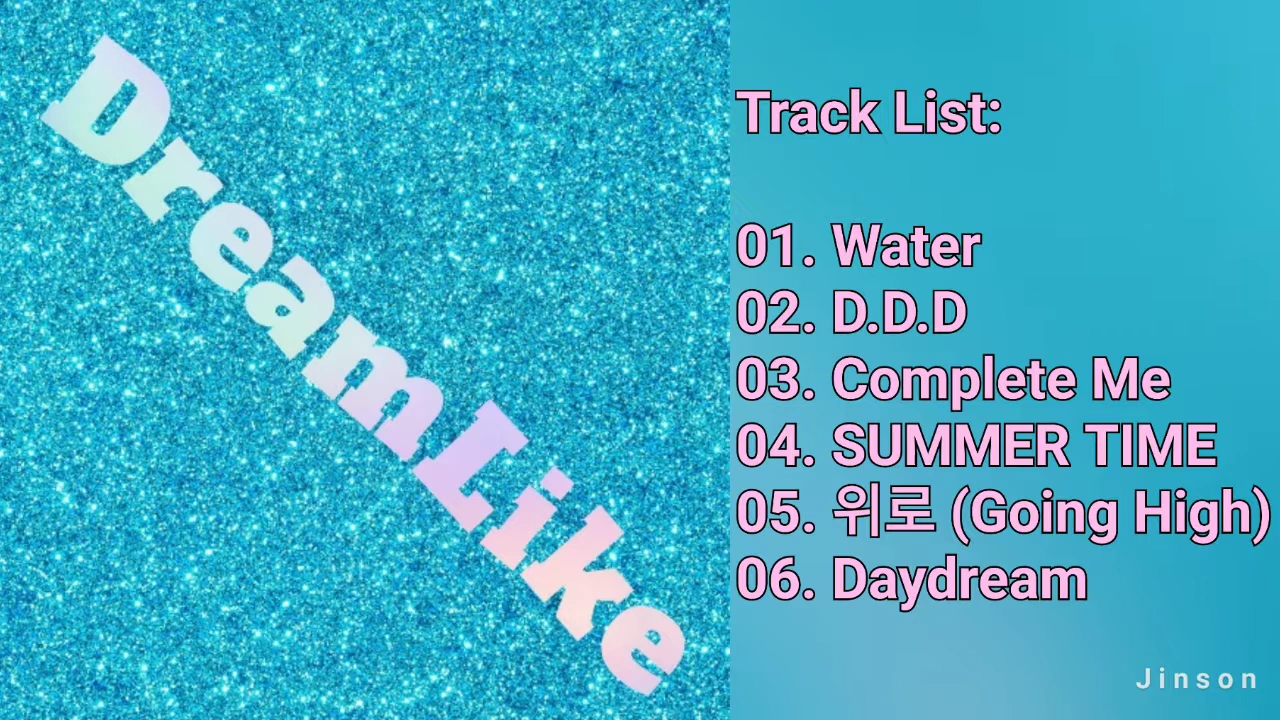 DreamLike
Track List:
01. Water
02. D.D.D
03. Complete Me
04. SUMMER TIME
05. 위로 (Going High)
06. Daydream
Jinson